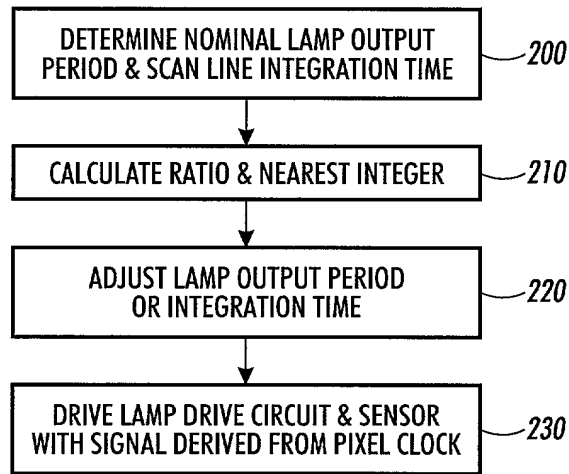 DETERMINE NOMINAL LAMP OUTPUT
PERIOD & SCAN LINE INTEGRATION TIME
200
CALCULATE RATIO & NEAREST INTEGER
210
ADJUST LAMP OUTPUT PERIOD
OR INTEGRATION TIME
220
DRIVE LAMP DRIVE CIRCUIT & SENSOR
WITH SIGNAL DERIVED FROM PIXEL CLOCK
230